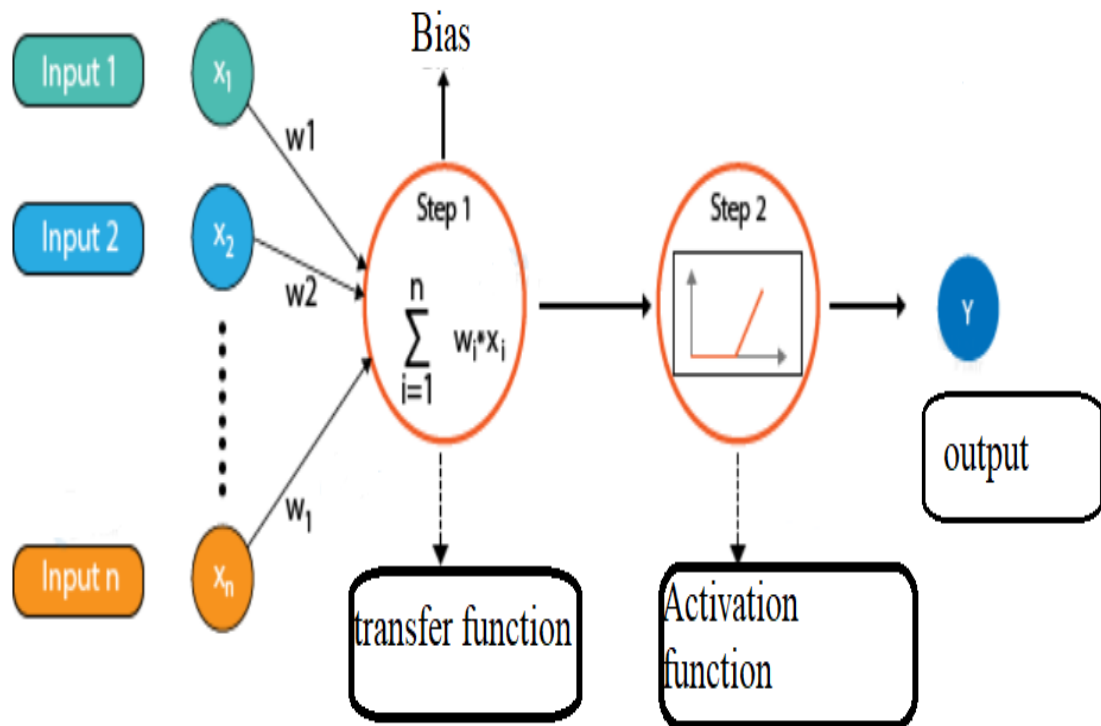 Bias
Input 1
x₁
w1
Input 2
x₂
w2
Step 1
n
∑ wᵢ*xᵢ
i=1
Step 2
Y
output
w₁
Input n
xₙ
transfer function
Activation
function